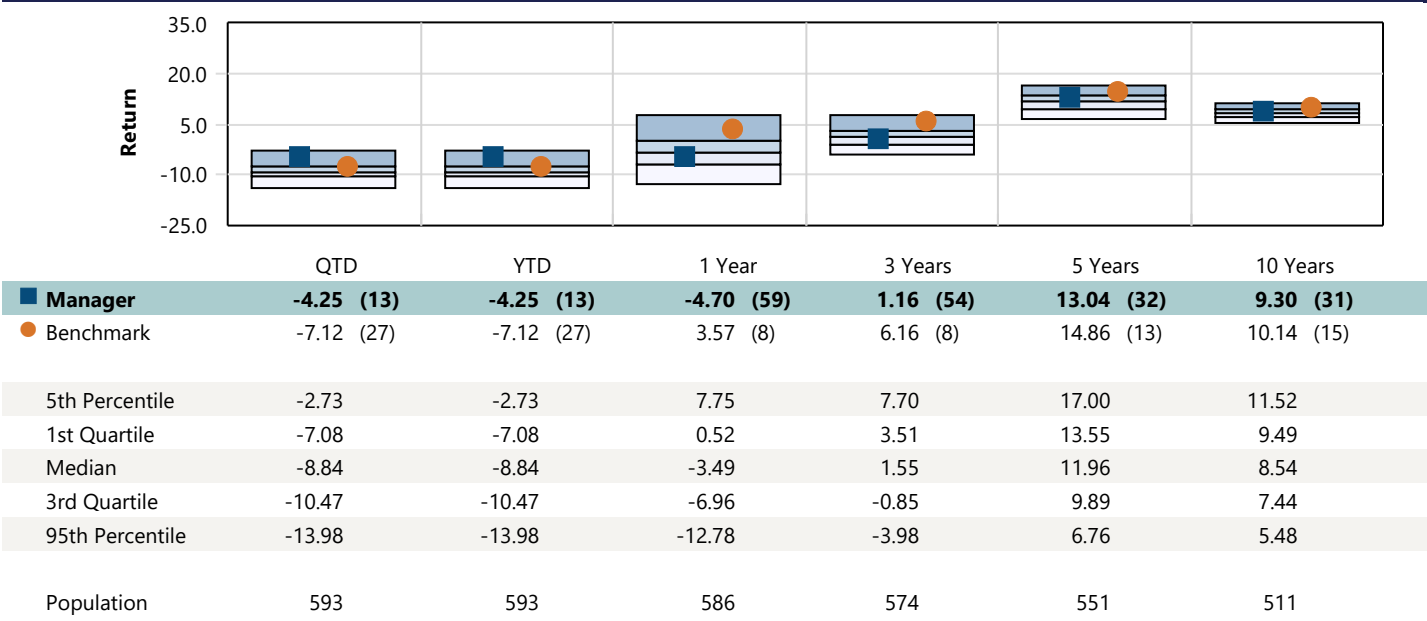 35.0
20.0
5.0
-10.0
-25.0
Return
QTD YTD 1 Year 3 Years 5 Years 10 Years
Manager -4.25 (13) -4.25 (13) -4.70 (59) 1.16 (54) 13.04 (32) 9.30 (31)
Benchmark -7.12 (27) -7.12 (27) 3.57 (8) 6.16 (8) 14.86 (13) 10.14 (15)
5th Percentile -2.73 -2.73 7.75 7.70 17.00 11.52
1st Quartile -7.08 -7.08 0.52 3.51 13.55 9.49
Median -8.84 -8.84 -3.49 1.55 11.96 8.54
3rd Quartile -10.47 -10.47 -6.96 -0.85 9.89 7.44
95th Percentile -13.98 -13.98 -12.78 -3.98 6.76 5.48
Population 593 593 586 574 551 511